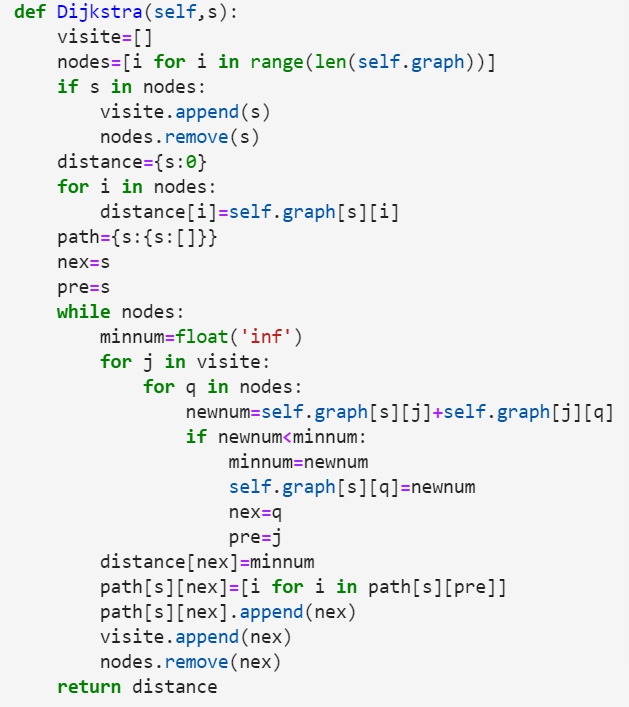 def Dijkstra(self,s):
    visite=[]
    nodes=[i for i in range(len(self.graph))]
    if s in nodes:
        visite.append(s)
        nodes.remove(s)
    distance={s:0}
    for i in nodes:
        distance[i]=self.graph[s][i]
    path={s:{s:[]}}
    nex=s
    pre=s
    while nodes:
        minnum=float('inf')
        for j in visite:
            for q in nodes:
                newnum=self.graph[s][j]+self.graph[j][q]
                if newnum<minnum:
                    minnum=newnum
                    self.graph[s][q]=newnum
                    nex=q
                    pre=j
        distance[nex]=minnum
        path[s][nex]=[i for i in path[s][pre]]
        path[s][nex].append(nex)
        visite.append(nex)
        nodes.remove(nex)
    return distance